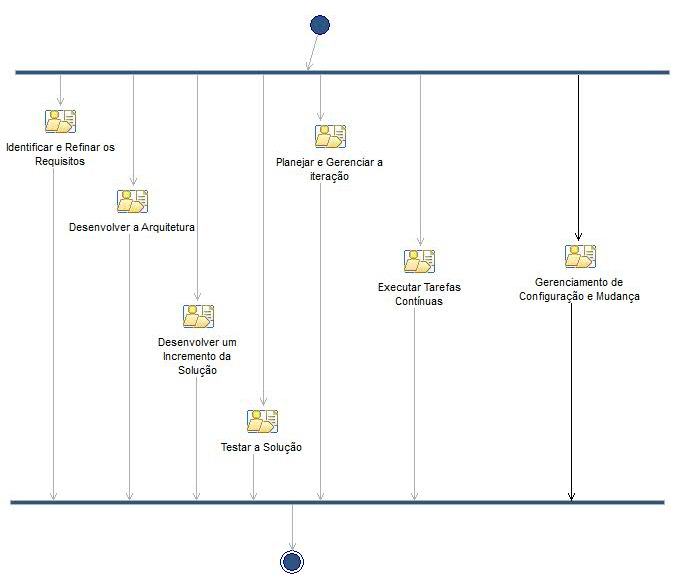 Identificar e Refinar os
Requisitos
Planejar e Gerenciar a
iteração
Desenvolver a Arquitetura
Executar Tarefas
Contínuas
Gerenciamento de
Configuração e Mudança
Desenvolver um
Incremento da
Solução
Testar a Solução